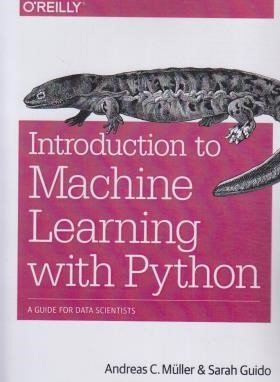 O'REILLY®
Introduction to
Machine
Learning
with Python
A GUIDE FOR DATA SCIENTISTS
Andreas C. Müller & Sarah Guido